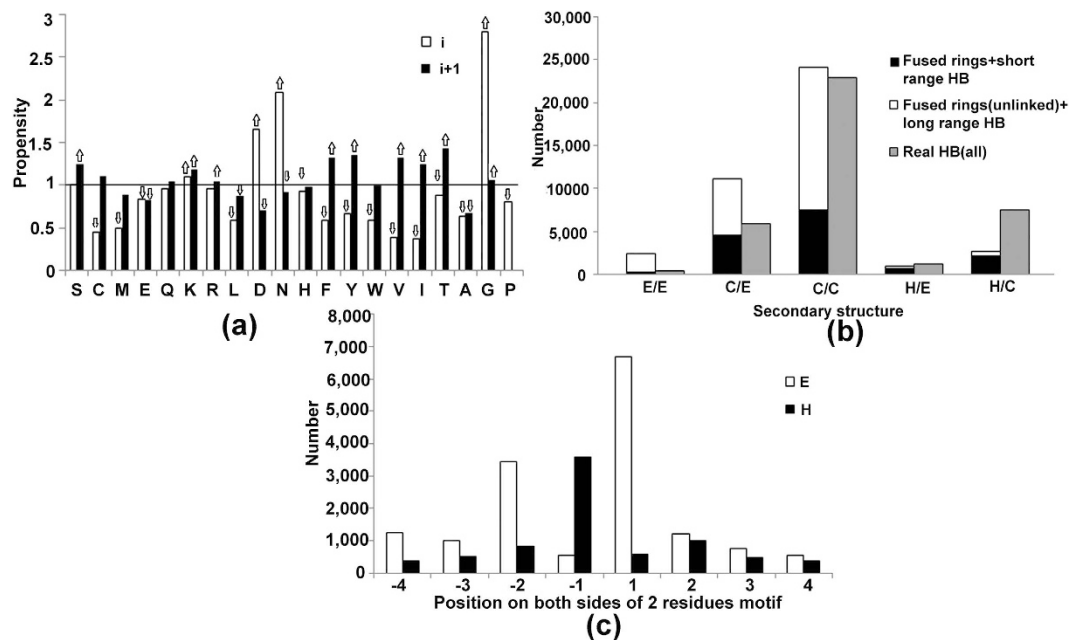 3
2.5
2
1.5
1
0.5
0
Propensity
i
i+1
S C M E Q K R L D N H F Y W V I T A G P
(a)
30,000
25,000
20,000
15,000
10000
5,000
0
Number
Fused rings+short
range HB
Fused rings(unlinked)+
long range HB
Real HB(all)
E/E C/E C/C H/E H/C
Secondary structure
(b)
8,000
7,000
6,000
5,000
4,000
3,000
2,000
1,000
0
Number
E
H
-4 -3 -2 -1 1 2 3 4
Position on both sides of 2 residues motif
(c)